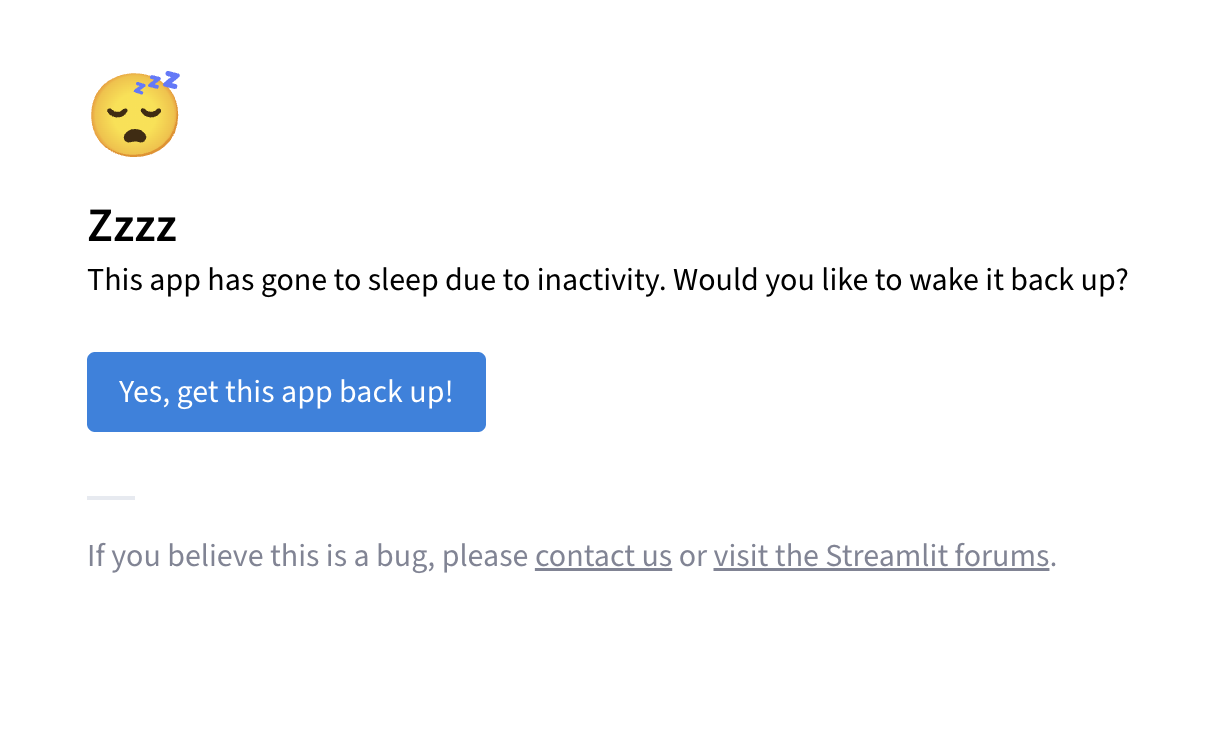 Zzzz
This app has gone to sleep due to inactivity. Would you like to wake it back up?
Yes, get this app back up!
If you believe this is a bug, please contact us or visit the Streamlit forums.